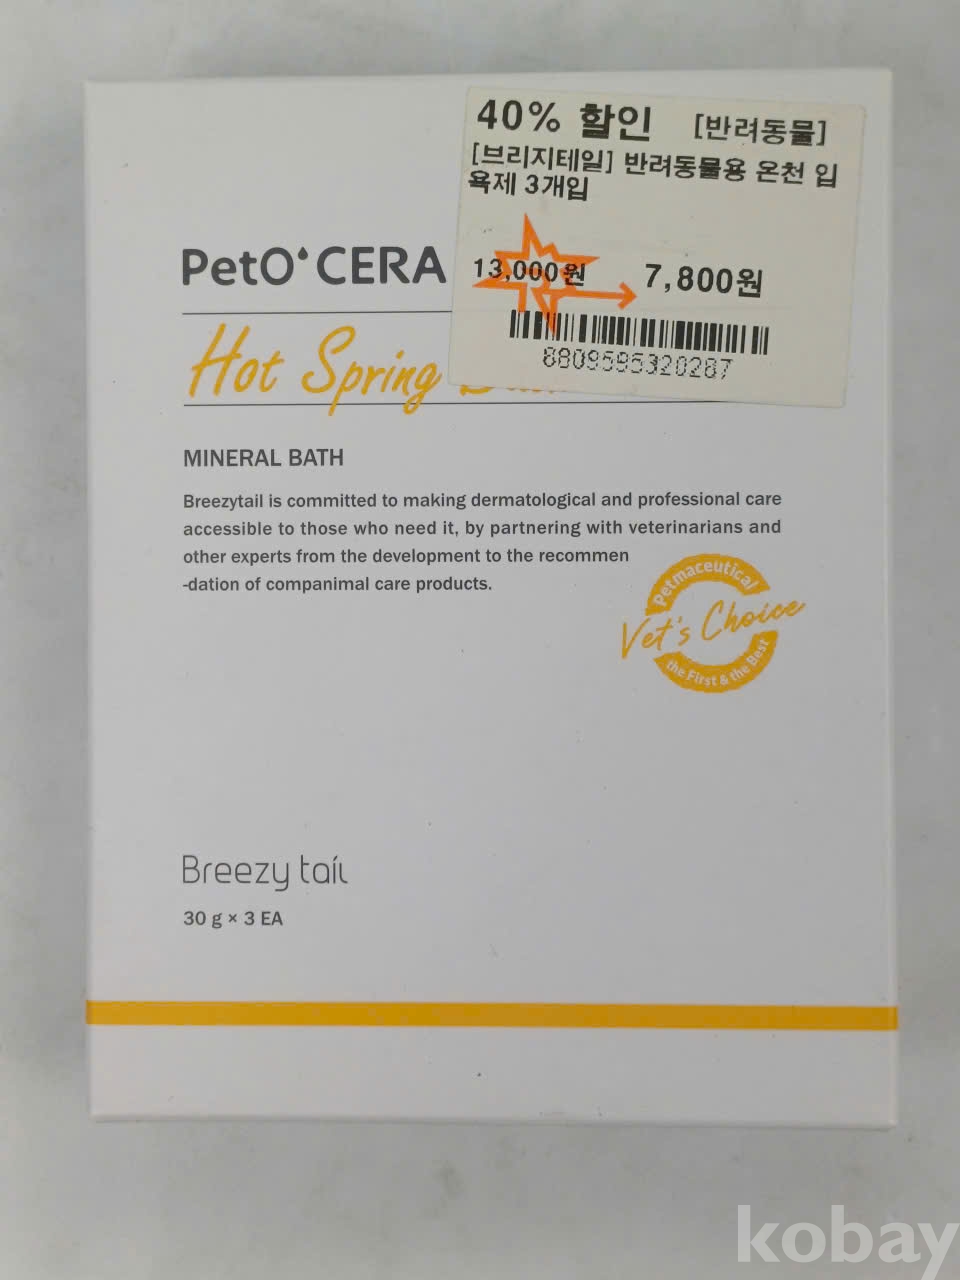 40% 할인 [반려동물]
[브리지테일] 반려동물용 온천 입
욕제 3개입
13,000원 7,800원
8809595320287
PetO CERA
Hot Spring
MINERAL BATH
Breezytail is committed to making dermatological and professional care
accessible to those who need it, by partnering with veterinarians and
other experts from the development to the recommen
-dation of companimal care products.
Petmaceutical
Vet's Choice
the First & the Best
Breezy tail
30 g × 3 EA
kobay